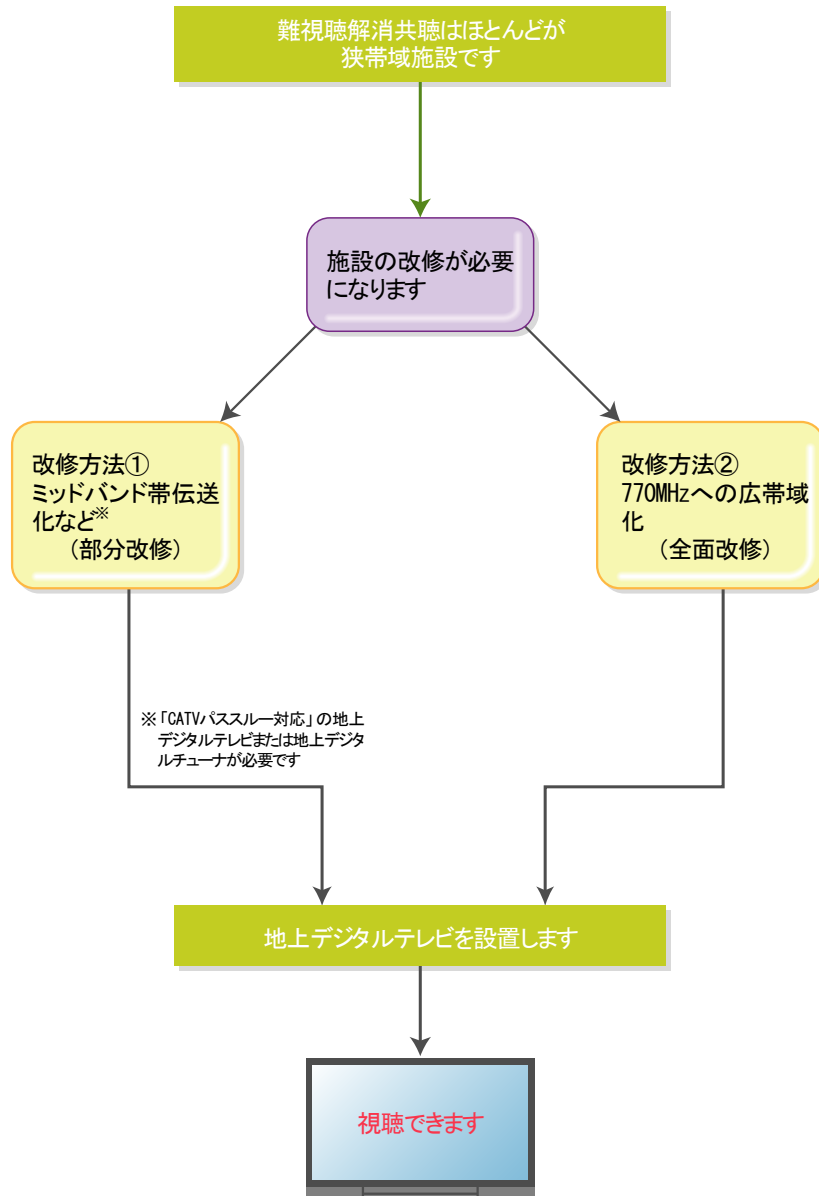 難視聴解消共聴はほとんどが
狭帯域施設です
施設の改修が必要
になります
改修方法①
ミッドバンド帯伝送
化など※
（部分改修）
改修方法②
770MHzへの広帯域
化
（全面改修）
※「CATVパススルー対応」の地上
デジタルテレビまたは地上デジタ
ルチューナが必要です
地上デジタルテレビを設置します
視聴できます